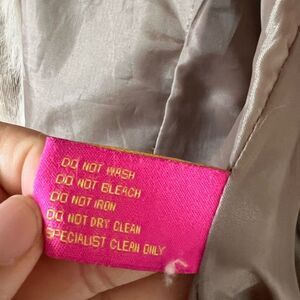 DO NOT WASH
DO NOT BLEACH
DO NOT IRON
DO NOT DRY CLEAN
SPECIALIST CLEAN ONLY